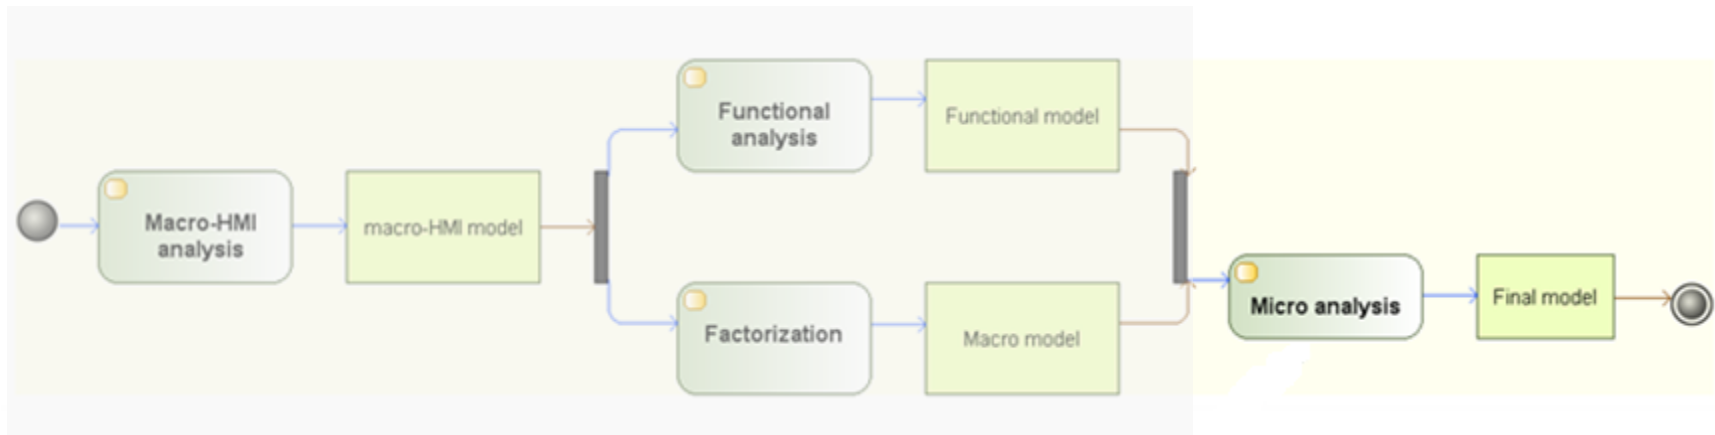 Macro-HMI
analysis
macro-HMI model
Functional
analysis
Functional model
Factorization
Macro model
Micro analysis
Final model